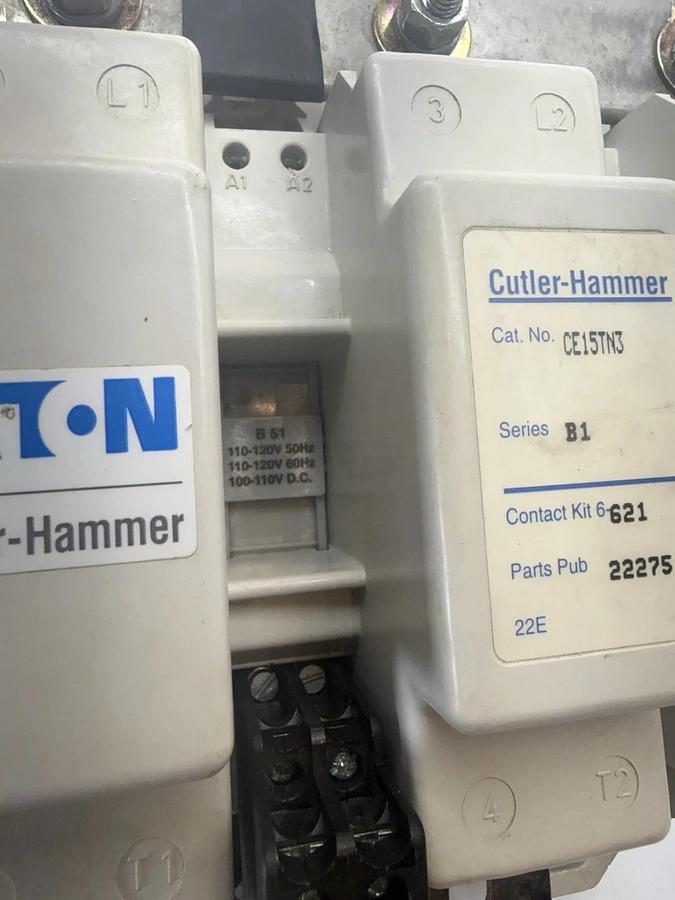 L1
3
L2
A1 A2
Cutler-Hammer
Cat. No. CE15TN3
Series B1
Contact Kit 6-621
Parts Pub 22275
22E
TON
r-Hammer
B 51
110-120V 50Hz
110-120V 60Hz
100-110V D.C.
4
T2
T1